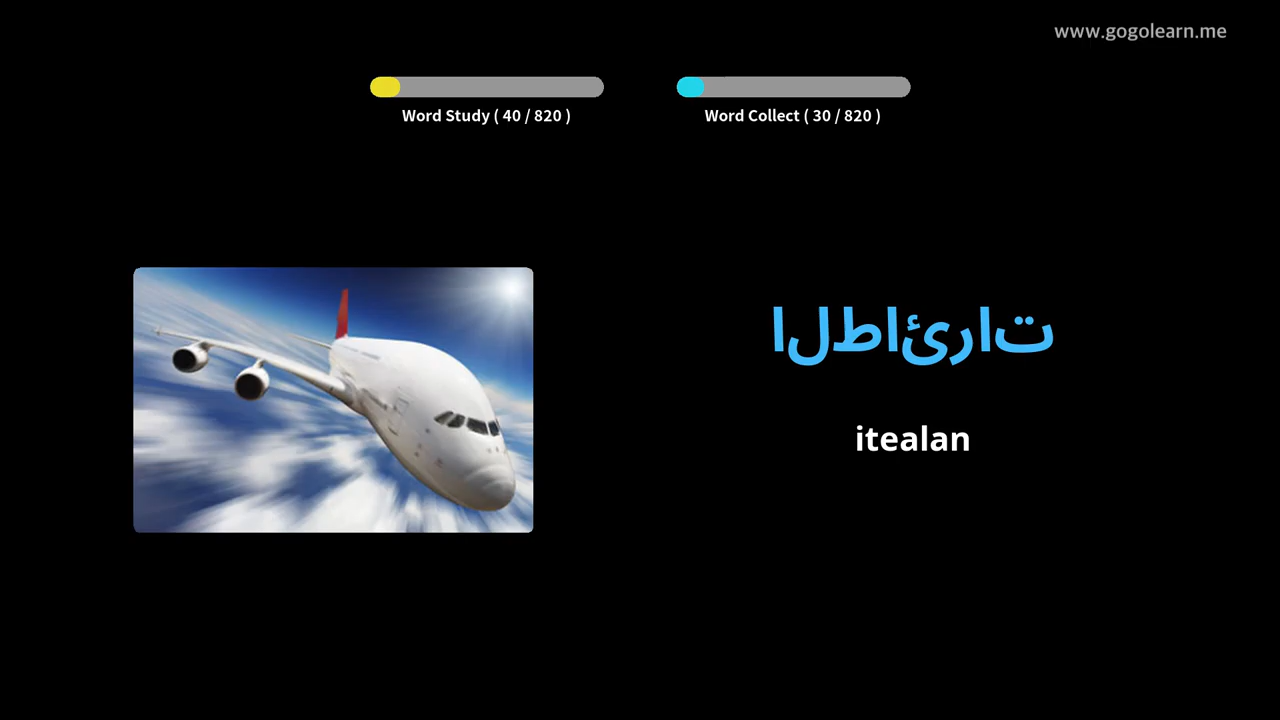 www.gogolearn.me
Word Study ( 40 / 820 )
Word Collect ( 30 / 820 )
الطائرات
itealan